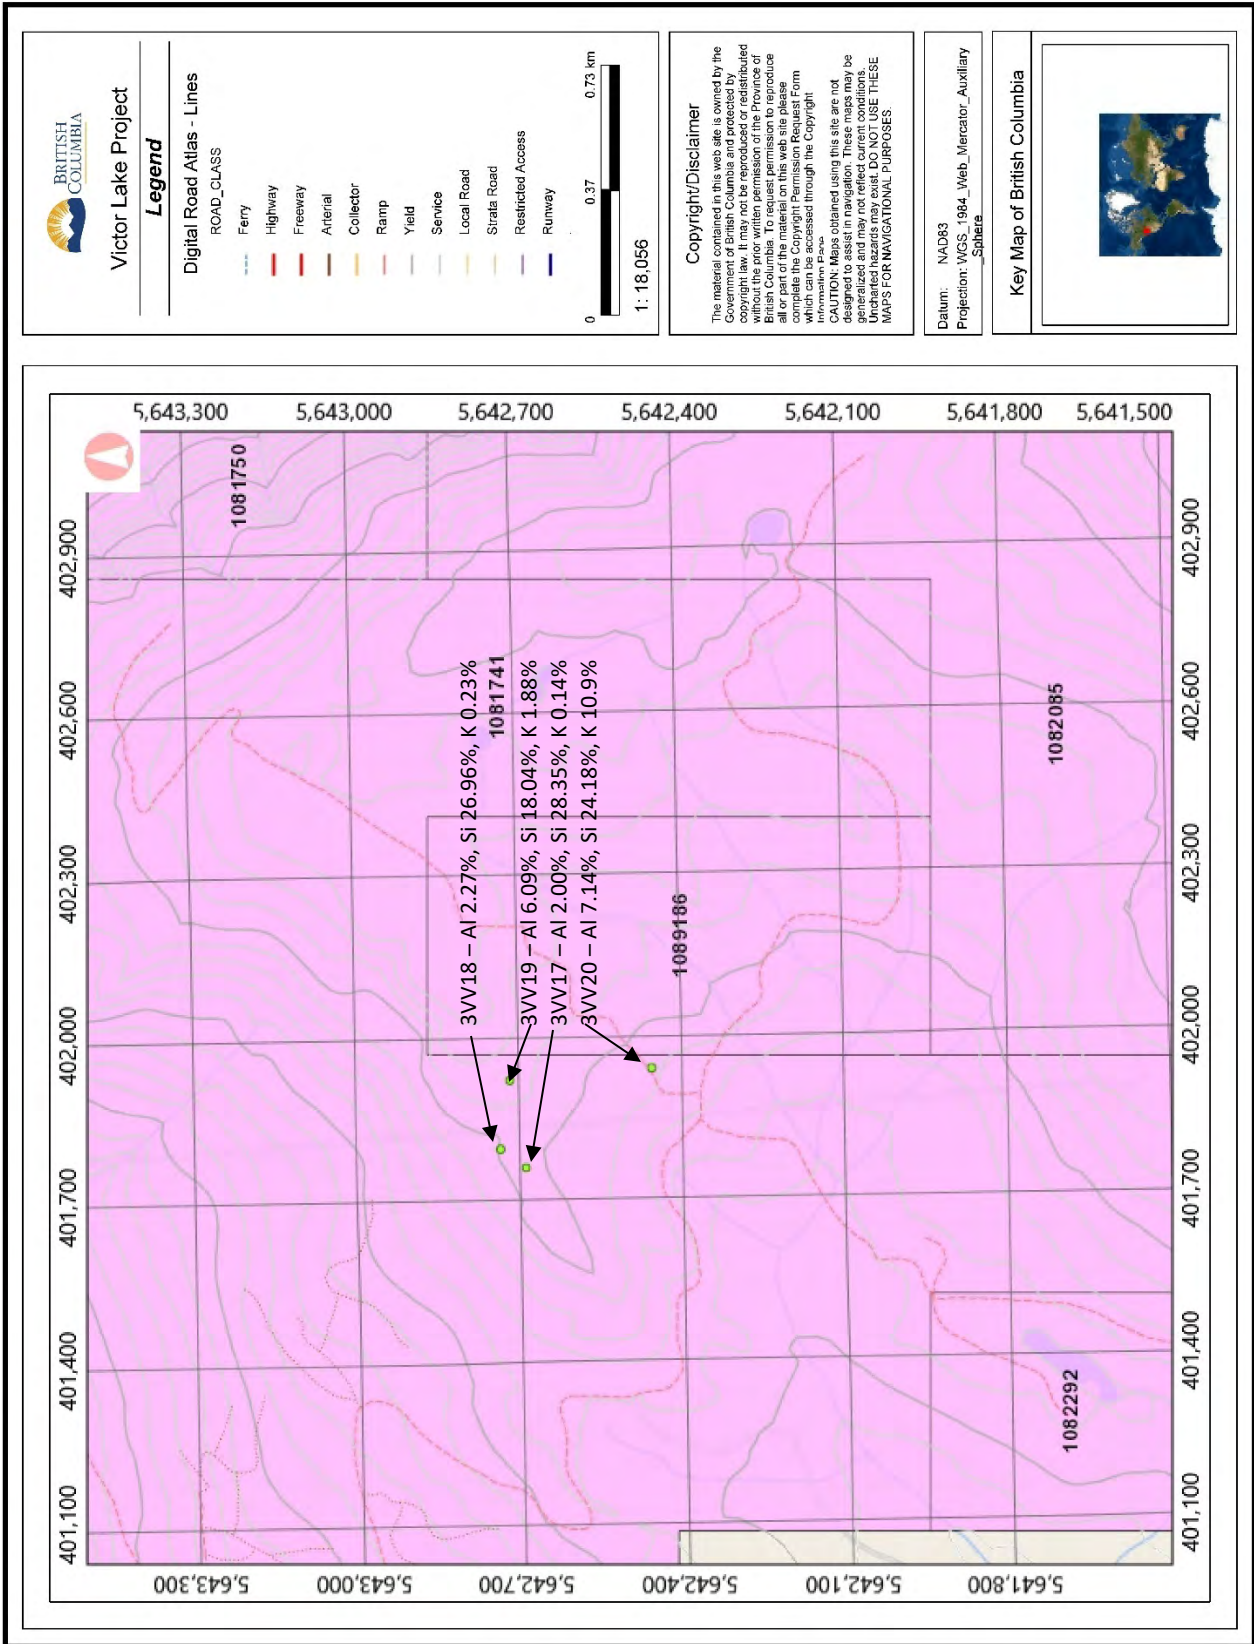 BRITISH
COLUMBIA
Victor Lake Project
Legend
Digital Road Atlas - Lines
ROAD_CLASS
Ferry
Highway
Freeway
Arterial
Collector
Ramp
Yield
Service
Local Road
Strata Road
Restricted Access
Runway
0
0.37
0.73 km
1: 18,056
Copyright/Disclaimer
The material contained in this web site is owned by the
Government of British Columbia and protected by
copyright law. It may not be reproduced or redistributed
without the prior written permission of the Province of
British Columbia. To request permission to reproduce
all or part of the material on this web site please
complete the Copyright Permission Request Form
which can be accessed through the Copyright
Information Page
CAUTION: Maps obtained using this site are not
designed to assist in navigation. These maps may be
generalized and may not reflect current conditions.
Uncharted hazards may exist. DO NOT USE THESE
MAPS FOR NAVIGATIONAL PURPOSES.
Datum: NAD83
Projection: WGS_1984_Web_Mercator_Auxiliary
_Sphere
Key Map of British Columbia
401,100
401,400
401,700
402,000
402,300
402,600
402,900
5,643,300
5,643,000
5,642,700
5,642,400
5,642,100
5,641,800
5,641,500
1081750
1081741
3VV18 – Al 2.27%, Si 26.96%, K 0.23%
3VV19 – Al 6.09%, Si 18.04%, K 1.88%
3VV17 – Al 2.00%, Si 28.35%, K 0.14%
3VV20 – Al 7.14%, Si 24.18%, K 10.9%
1089186
1082085
1082292
5,643,300
5,643,000
5,642,700
5,642,400
5,642,100
5,641,800
401,100
401,400
401,700
402,000
402,300
402,600
402,900